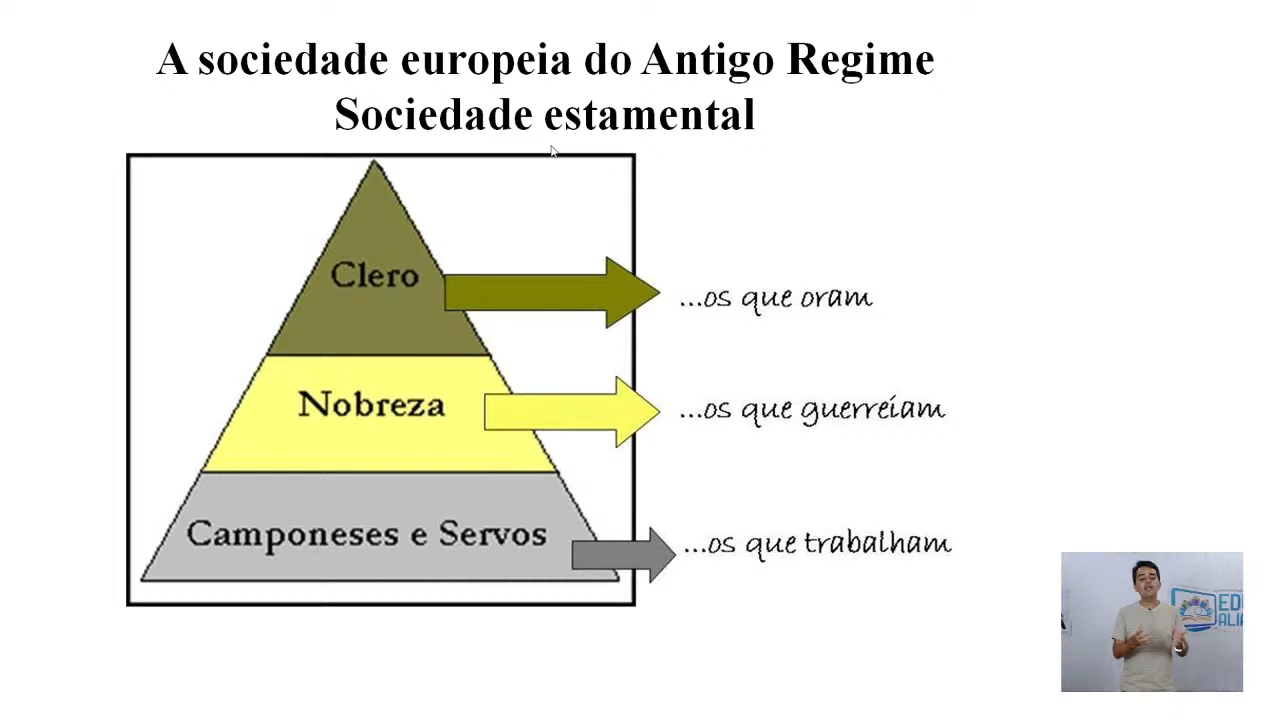 A sociedade europeia do Antigo Regime
Sociedade estamental
Clero
...os que oram
Nobreza
...os que guerreiam
Camponeses e Servos
...os que trabalham